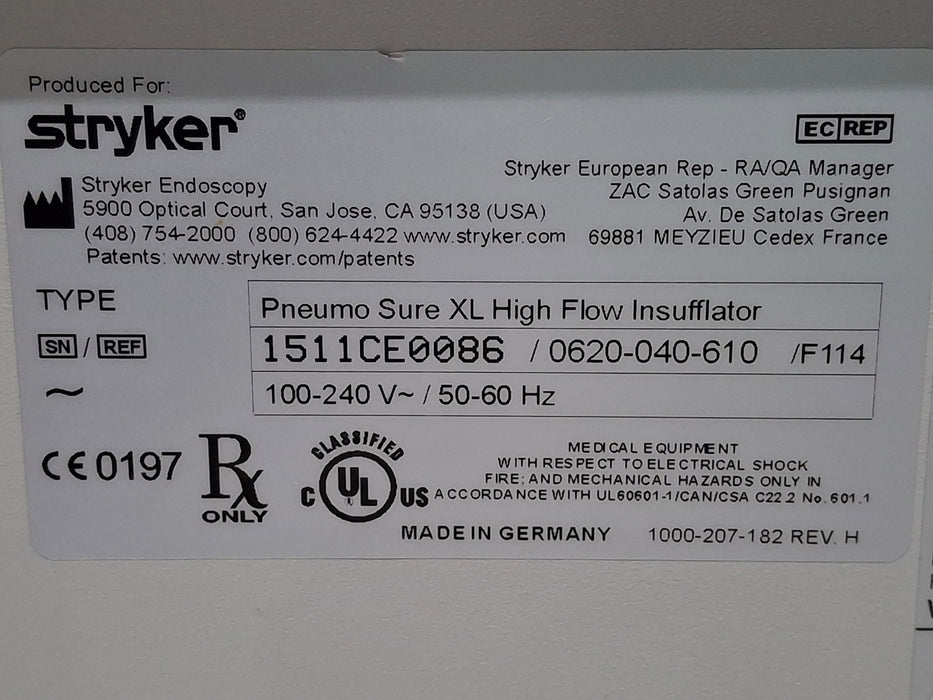 Produced For:
stryker®
EC REP
Stryker Endoscopy
5900 Optical Court, San Jose, CA 95138 (USA)
(408) 754-2000 (800) 624-4422 www.stryker.com
Patents: www.stryker.com/patents
Stryker European Rep - RA/QA Manager
ZAC Satolas Green Pusignan
Av. De Satolas Green
69881 MEYZIEU Cedex France
TYPE Pneumo Sure XL High Flow Insufflator
SN / REF 1511CE0086 / 0620-040-610 /F114
~ 100-240 V~ / 50-60 Hz
CE 0197
Rx
ONLY
CLASSIFIED
C UL® US
MEDICAL EQUIPMENT
WITH RESPECT TO ELECTRICAL SHOCK
FIRE; AND MECHANICAL HAZARDS ONLY IN
ACCORDANCE WITH UL60601-1/CAN/CSA C22.2 No. 601.1
MADE IN GERMANY 1000-207-182 REV. H